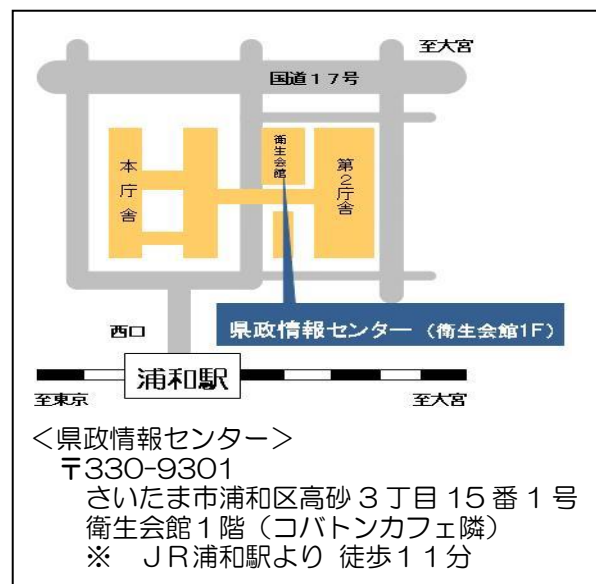 至大宮
国道１７号
本庁舎
衛生会館
第２庁舎
県政情報センター（衛生会館1F）
西口
浦和駅
至東京
至大宮
＜県政情報センター＞
〒330-9301
さいたま市浦和区高砂３丁目15番１号
衛生会館１階（コバトンカフェ隣）
※　ＪＲ浦和駅より 徒歩１１分